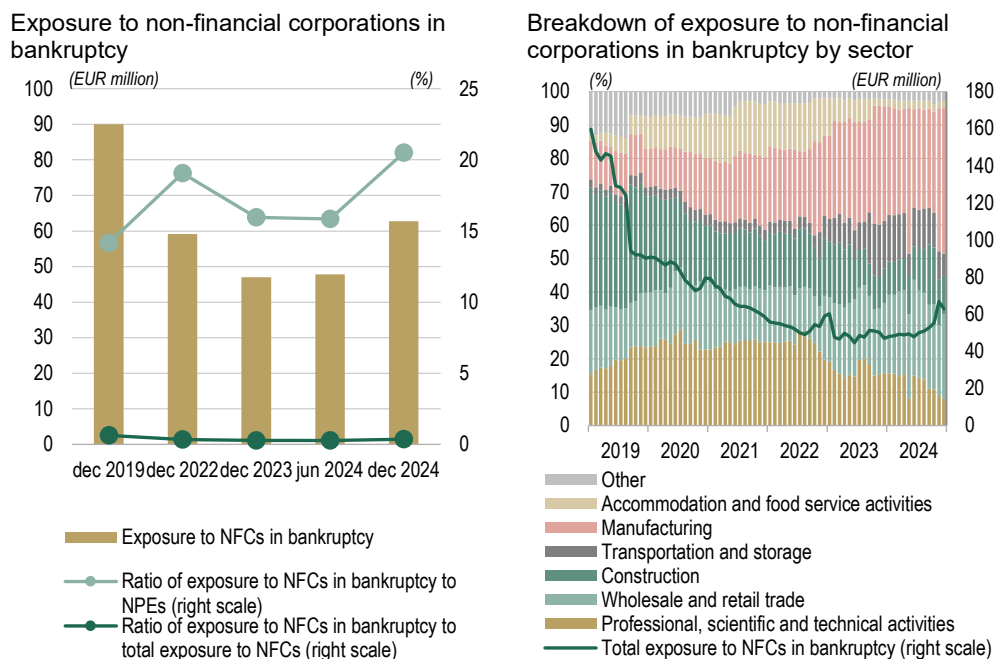 Exposure to non-financial corporations in
bankruptcy
(EUR million)
(%)
100
90
80
70
60
50
40
30
20
10
0
25
20
15
10
5
0
dec 2019
dec 2022
dec 2023
jun 2024
dec 2024
Exposure to NFCs in bankruptcy
Ratio of exposure to NFCs in bankruptcy to
NPEs (right scale)
Ratio of exposure to NFCs in bankruptcy to
total exposure to NFCs (right scale)
Breakdown of exposure to non-financial
corporations in bankruptcy by sector
(%)
(EUR million)
100
90
80
70
60
50
40
30
20
10
0
180
160
140
120
100
80
60
40
20
0
2019
2020
2021
2022
2023
2024
Other
Accommodation and food service activities
Manufacturing
Transportation and storage
Construction
Wholesale and retail trade
Professional, scientific and technical activities
Total exposure to NFCs in bankruptcy (right scale)